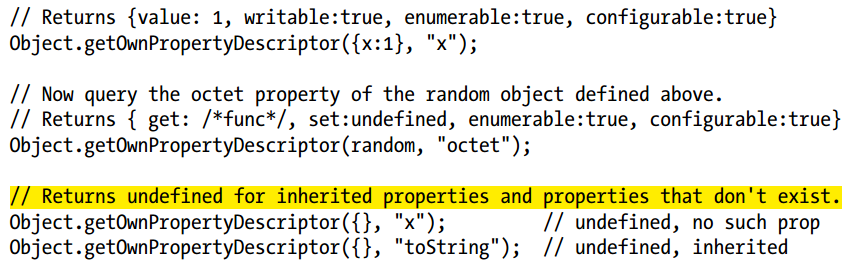 // Returns {value: 1, writable:true, enumerable:true, configurable:true}
Object.getOwnPropertyDescriptor({x:1}, "x");
// Now query the octet property of the random object defined above.
// Returns { get: /*func*/, set:undefined, enumerable:true, configurable:true}
Object.getOwnPropertyDescriptor(random, "octet");
// Returns undefined for inherited properties and properties that don't exist.
Object.getOwnPropertyDescriptor({}, "x"); // undefined, no such prop
Object.getOwnPropertyDescriptor({}, "toString"); // undefined, inherited